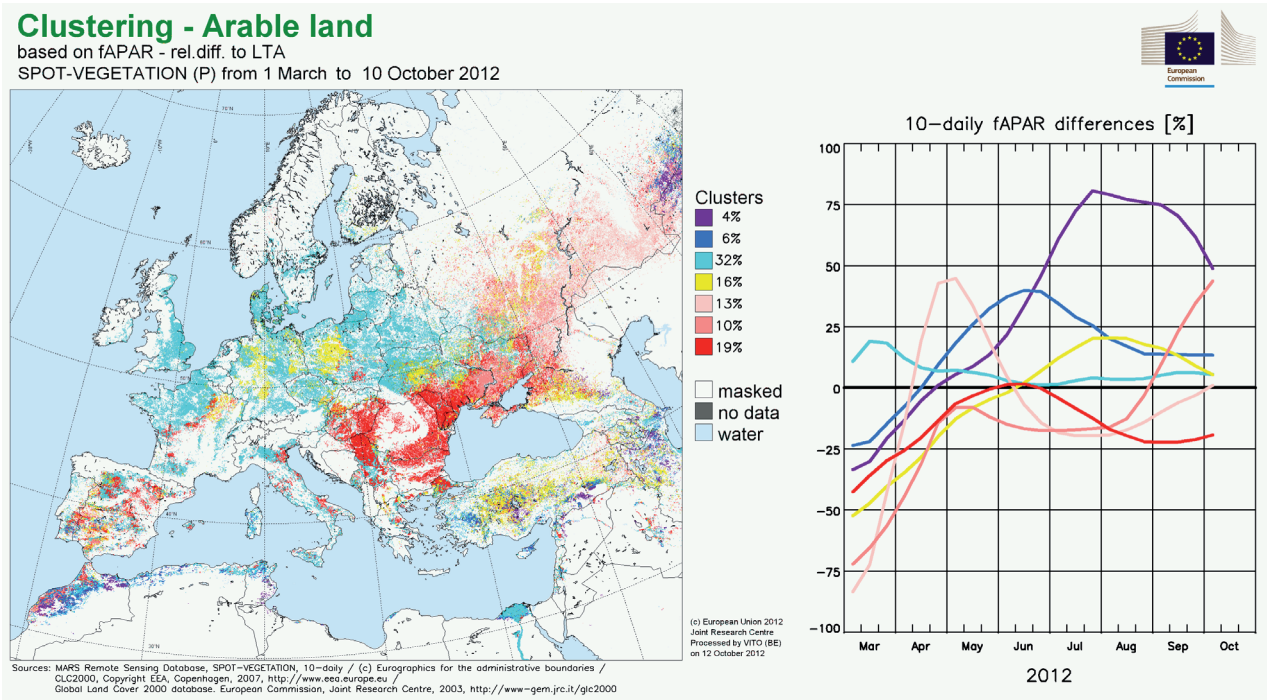 Clustering - Arable land
based on fAPAR - rel.diff. to LTA
SPOT-VEGETATION (P) from 1 March to 10 October 2012
European
Commission
10-daily fAPAR differences [%]
Clusters
4%
6%
32%
16%
13%
10%
19%
masked
no data
water
100
75
50
25
0
-25
-50
-75
-100
Mar
Apr
May
Jun
Jul
Aug
Sep
Oct
2012
(c) European Union 2012
Joint Research Centre
Processed by VITO (BE)
on 12 October 2012
70°N
60°N
40°N
30°N
Sources: MARS Remote Sensing Database, SPOT-VEGETATION, 10-daily / (c) Eurographics for the administrative boundaries /
CLC2000, Copyright EEA, Copenhagen, 2007, http://www.eea.europe.eu /
Global Land Cover 2000 database. European Commission, Joint Research Centre, 2003, http://www-gem.jrc.it/glc2000